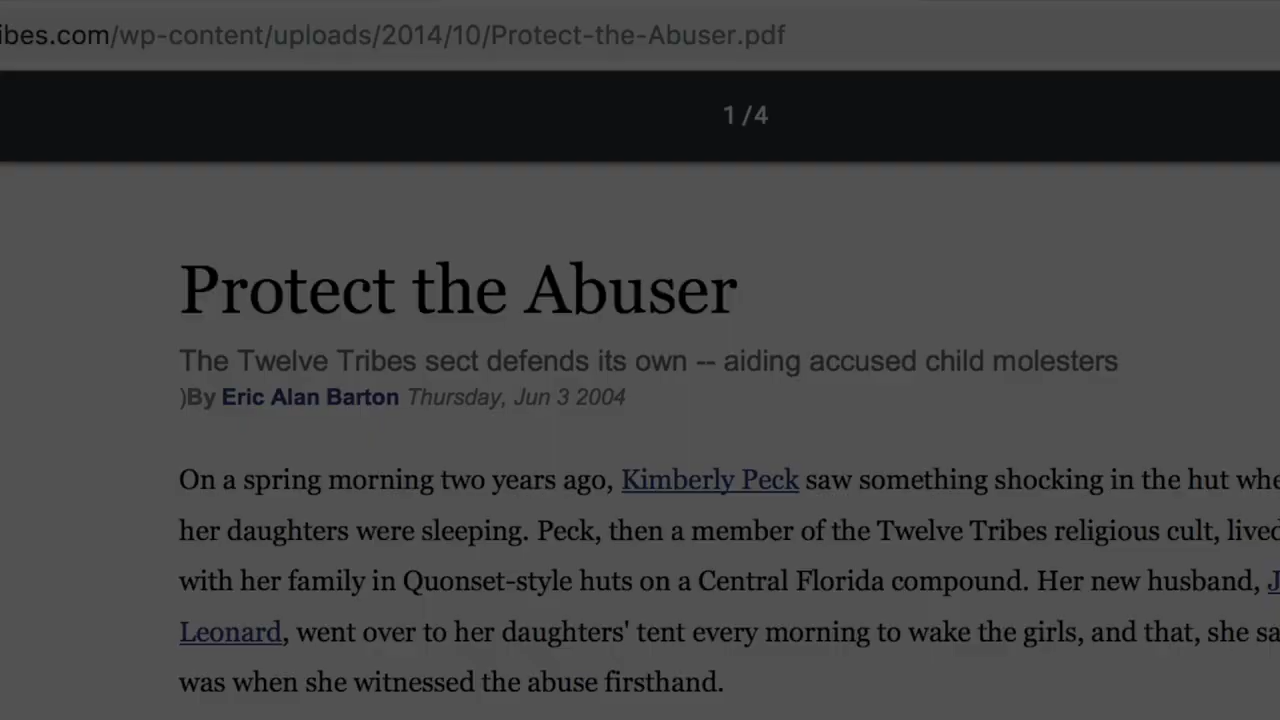 ibes.com/wp-content/uploads/2014/10/Protect-the-Abuser.pdf
1 / 4
Protect the Abuser
The Twelve Tribes sect defends its own -- aiding accused child molesters
)By Eric Alan Barton Thursday, Jun 3 2004
On a spring morning two years ago, Kimberly Peck saw something shocking in the hut whe
her daughters were sleeping. Peck, then a member of the Twelve Tribes religious cult, lived
with her family in Quonset-style huts on a Central Florida compound. Her new husband, J
Leonard, went over to her daughters' tent every morning to wake the girls, and that, she sa
was when she witnessed the abuse firsthand.